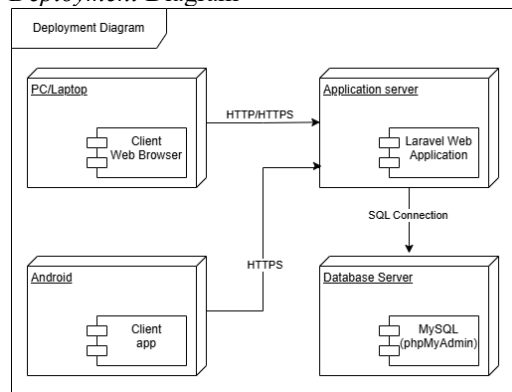 Deployment Diagram
Deployment Diagram
PC/Laptop
Client
Web Browser
HTTP/HTTPS
Application server
Laravel Web
Application
SQL Connection
Android
Client
app
HTTPS
Database Server
MySQL
(phpMyAdmin)